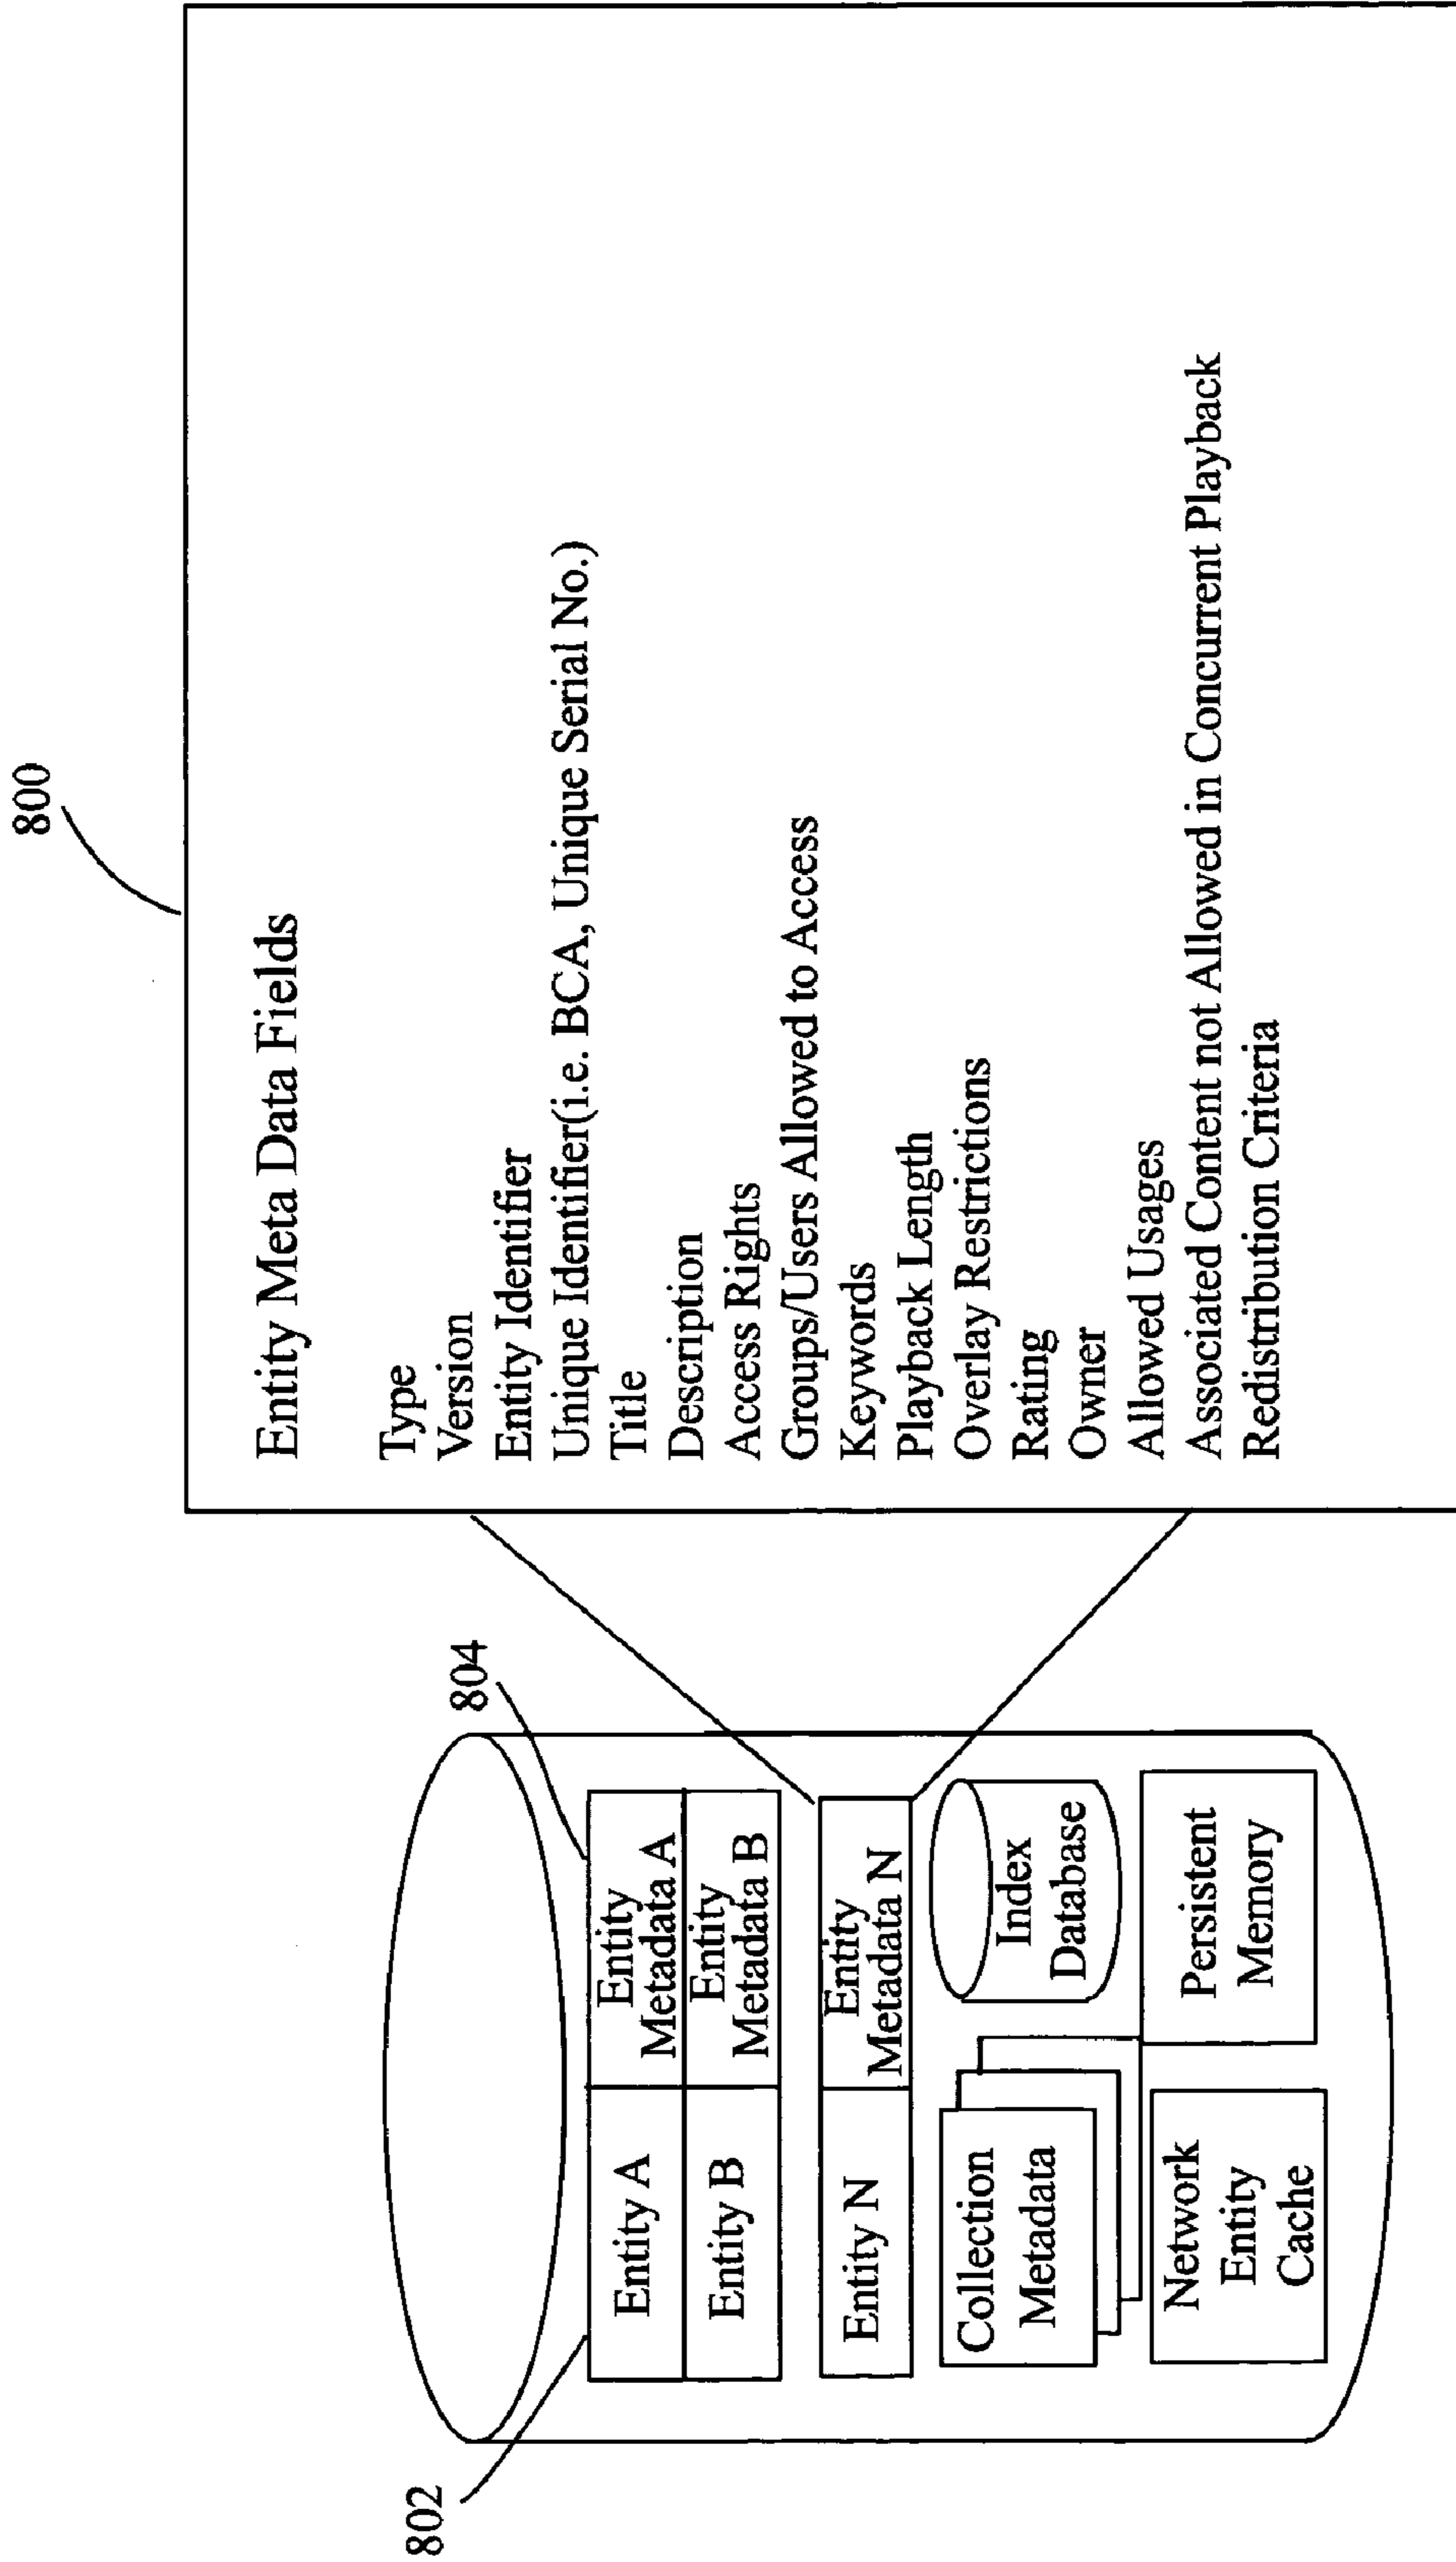 800
Entity Meta Data Fields
Type
Version
Entity Identifier
Unique Identifier(i.e. BCA, Unique Serial No.)
Title
Description
Access Rights
Groups/Users Allowed to Access
Keywords
Playback Length
Overlay Restrictions
Rating
Owner
Allowed Usages
Associated Content not Allowed in Concurrent Playback
Redistribution Criteria
802
804
Entity A
Entity
Metadata A
Entity B
Entity
Metadata B
Entity N
Entity
Metadata N
Collection
Metadata
Index
Database
Network
Entity
Cache
Persistent
Memory